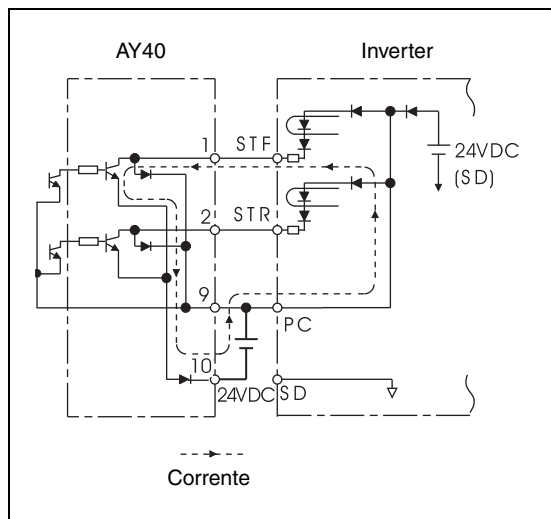 AY40 Inverter
1 STF
24VDC
(SD)
2 STR
9
PC
10
24VDC SD
Corrente